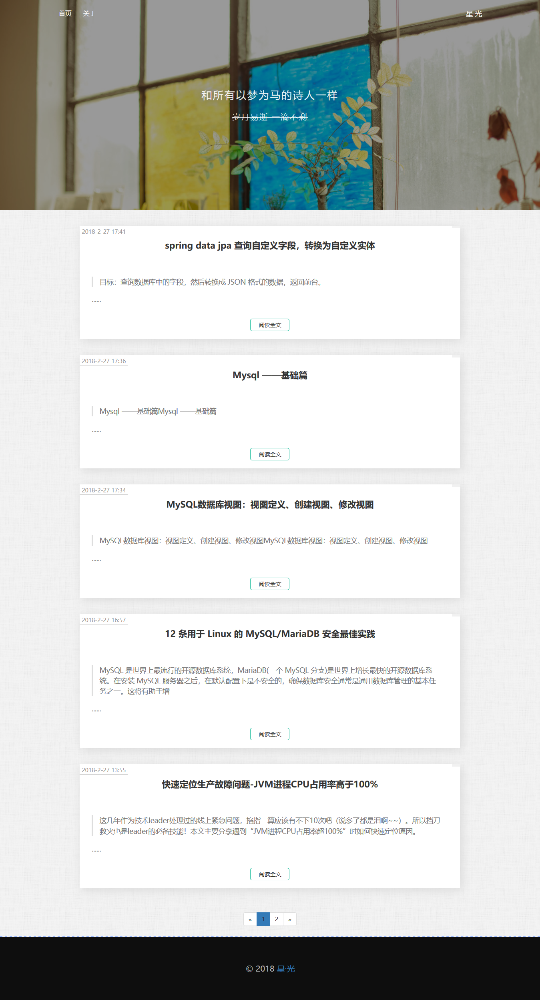 首页 关于 星·光
和所有以梦为马的诗人一样
岁月易逝 一滴不剩
2018-2-27 17:41
spring data jpa 查询自定义字段，转换为自定义实体
目标：查询数据库中的字段，然后转换成 JSON 格式的数据，返回前台。
......
阅读全文
2018-2-27 17:36
Mysql ——基础篇
Mysql ——基础篇Mysql ——基础篇
......
阅读全文
2018-2-27 17:34
MySQL数据库视图：视图定义、创建视图、修改视图
MySQL数据库视图：视图定义、创建视图、修改视图MySQL数据库视图：视图定义、创建视图、修改视图
......
阅读全文
2018-2-27 16:57
12 条用于 Linux 的 MySQL/MariaDB 安全最佳实践
MySQL 是世界上最流行的开源数据库系统，MariaDB(一个 MySQL 分支)是世界上增长最快的开源数据库系
统。在安装 MySQL 服务器之后，在默认配置下是不安全的，确保数据库安全通常是通用数据库管理的基本任
务之一。这将有助于增
......
阅读全文
2018-2-27 13:55
快速定位生产故障问题-JVM进程CPU占用率高于100%
这几年作为技术leader处理过的线上紧急问题，掐指一算应该有不下10次吧（说多了都是泪啊~~）。所以挡刀
救火也是leader的必备技能！本文主要分享遇到“JVM进程CPU占用率超100%”时如何快速定位原因。
......
阅读全文
« 1 2 »
© 2018 星·光